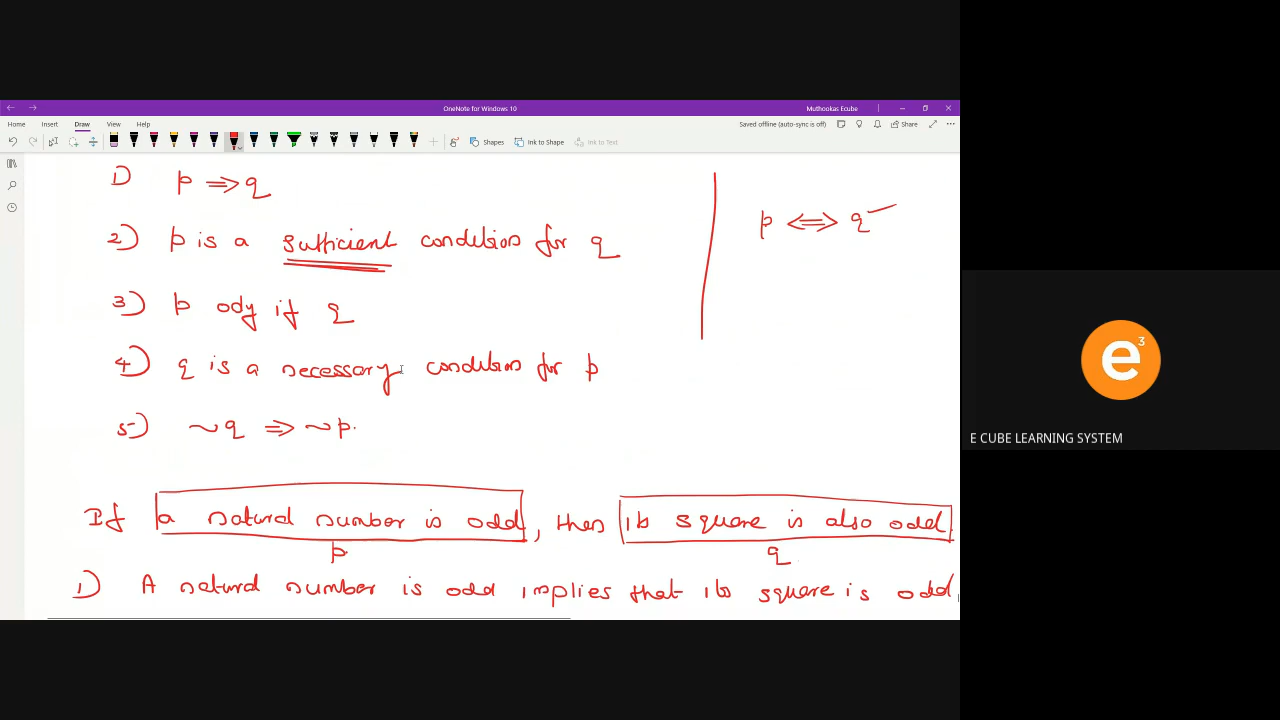 OneNote for Windows 10
Muthookas Ecube
Home Insert Draw View Help
Saved offline (auto-sync is off)
Share
Shapes
Ink to Shape
Ink to Text
1) p ⇒ q
p ⇔ q
2) p is a sufficient condition for q
3) p only if q
4) q is a necessary condition for p
5) ~q ⇒ ~p.
If a natural number is odd, then its square is also odd.
p
q
1) A natural number is odd implies that its square is odd.
e3
E CUBE LEARNING SYSTEM